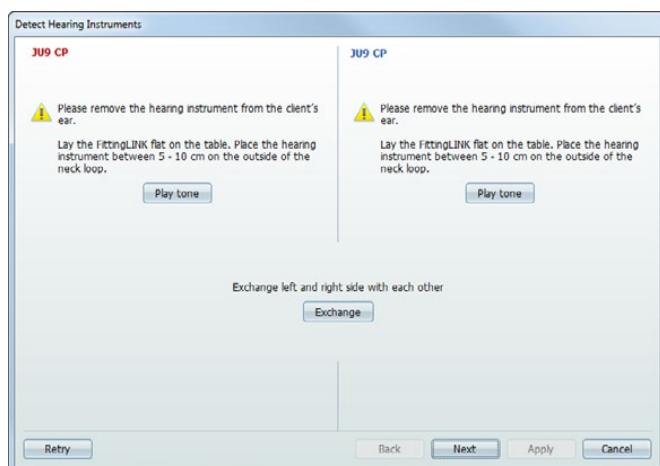 Detect Hearing Instruments
JU9 CP
Please remove the hearing instrument from the client's
ear.
Lay the FittingLINK flat on the table. Place the hearing
instrument between 5 - 10 cm on the outside of the
neck loop.
Play tone
JU9 CP
Please remove the hearing instrument from the client's
ear.
Lay the FittingLINK flat on the table. Place the hearing
instrument between 5 - 10 cm on the outside of the
neck loop.
Play tone
Exchange left and right side with each other
Exchange
Retry
Back
Next
Apply
Cancel